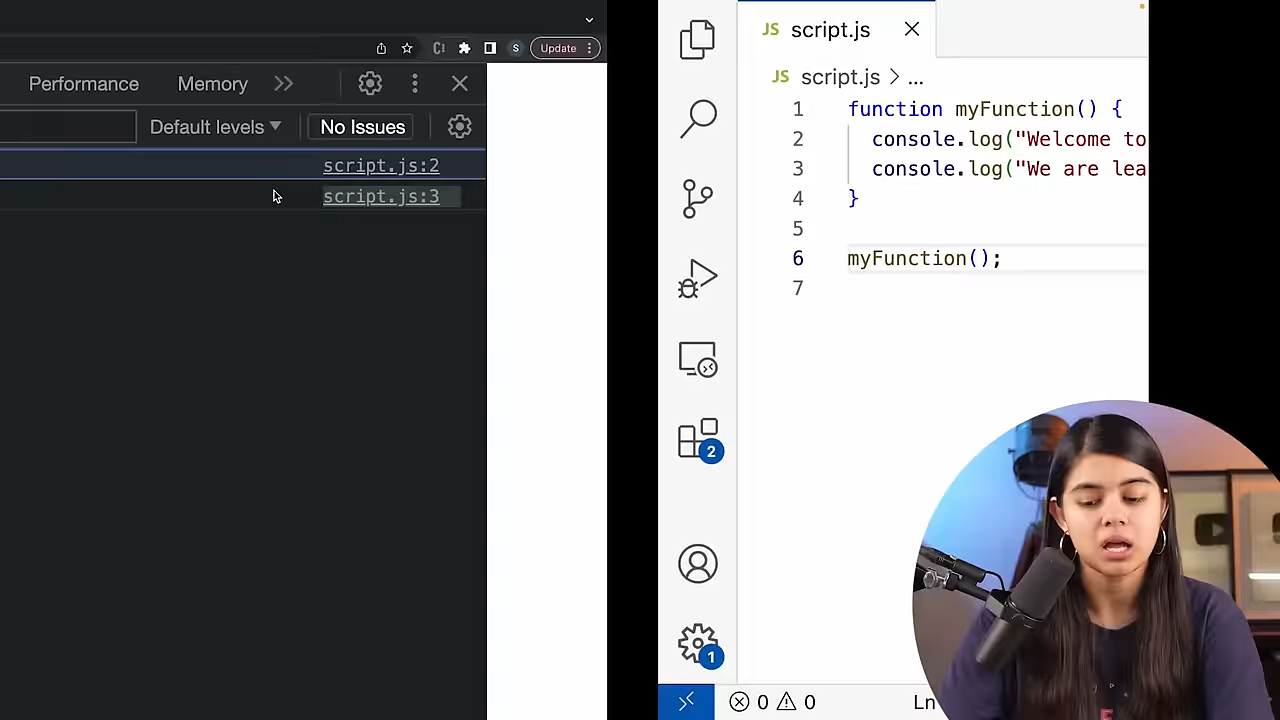 S
Update
Performance
Memory
Default levels
No Issues
script.js:2
script.js:3
JS script.js
JS script.js > ...
1 function myFunction() {
2 console.log("Welcome to
3 console.log("We are lea
4 }
5
6 myFunction();
7
2
1
0 0
Ln